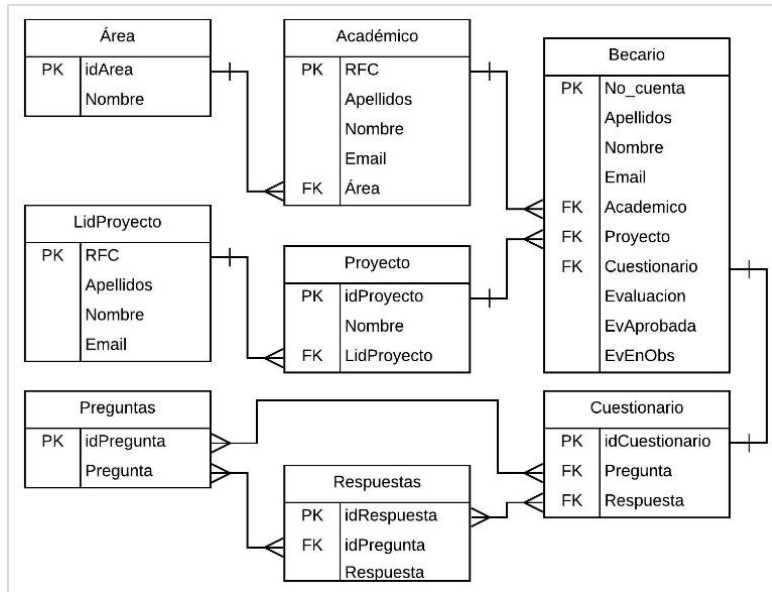 Área
PK idArea
Nombre
Académico
PK RFC
Apellidos
Nombre
Email
FK Área
Becario
PK No_cuenta
Apellidos
Nombre
Email
FK Academico
FK Proyecto
FK Cuestionario
Evaluacion
EvAprobada
EvEnObs
LidProyecto
PK RFC
Apellidos
Nombre
Email
Proyecto
PK idProyecto
Nombre
FK LidProyecto
Preguntas
PK idPregunta
Pregunta
Respuestas
PK idRespuesta
FK idPregunta
Respuesta
Cuestionario
PK idCuestionario
FK Pregunta
FK Respuesta